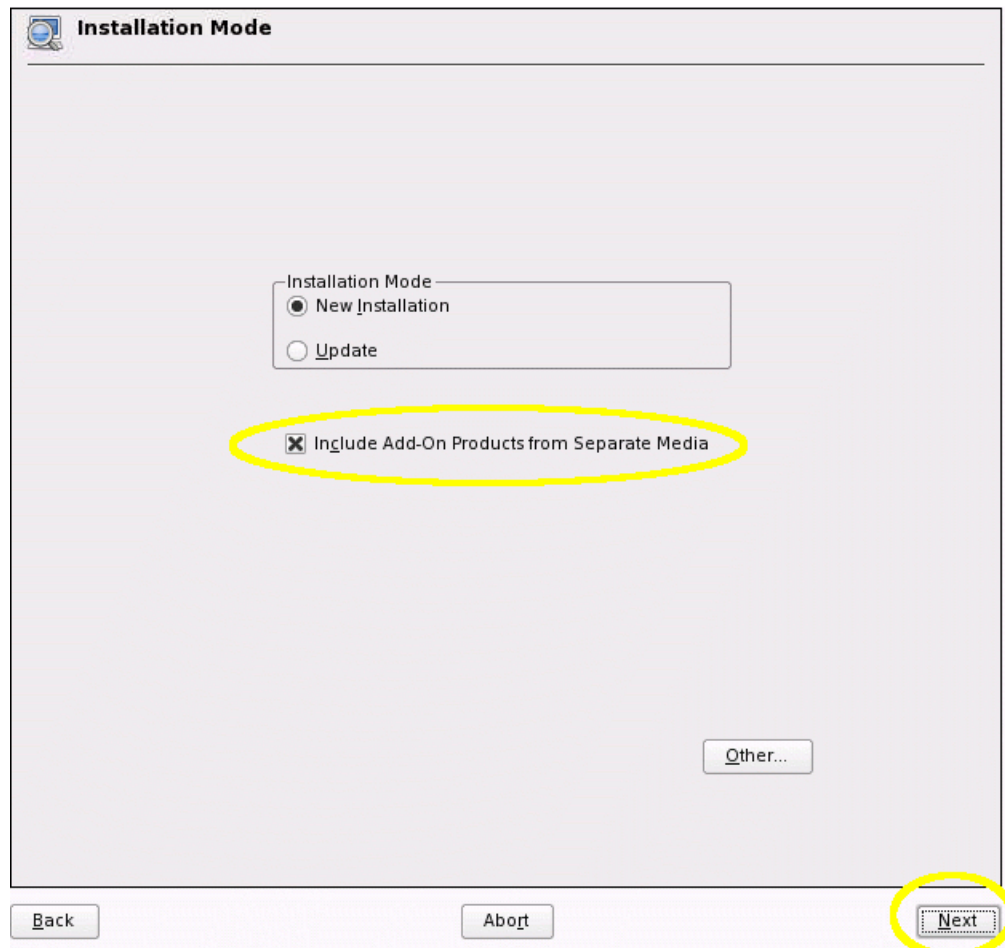 Installation Mode
Installation Mode
New Installation
Update
Include Add-On Products from Separate Media
Other...
Back
Abort
Next